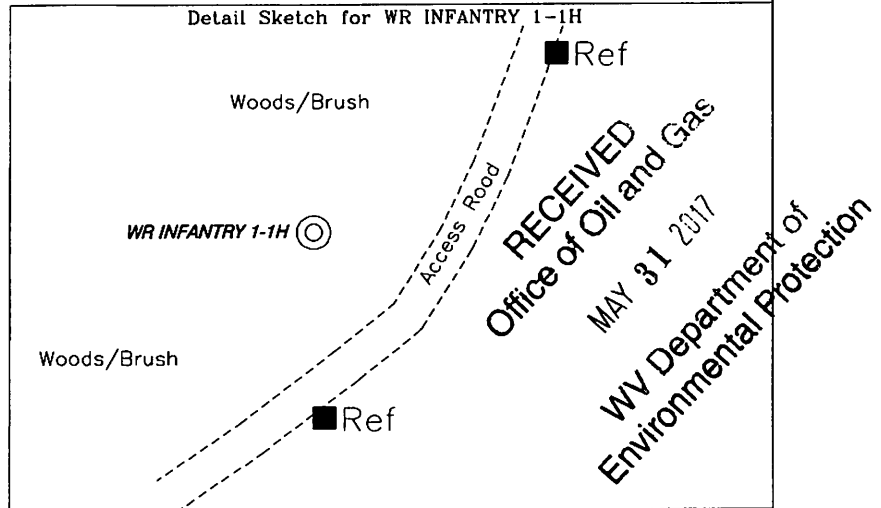 Detail Sketch for WR INFANTRY 1-1H
Ref
Woods/Brush
WR INFANTRY 1-1H
Access Road
Woods/Brush
Ref
RECEIVED
Office of Oil and Gas
MAY 31 2017
WV Department of
Environmental Protection